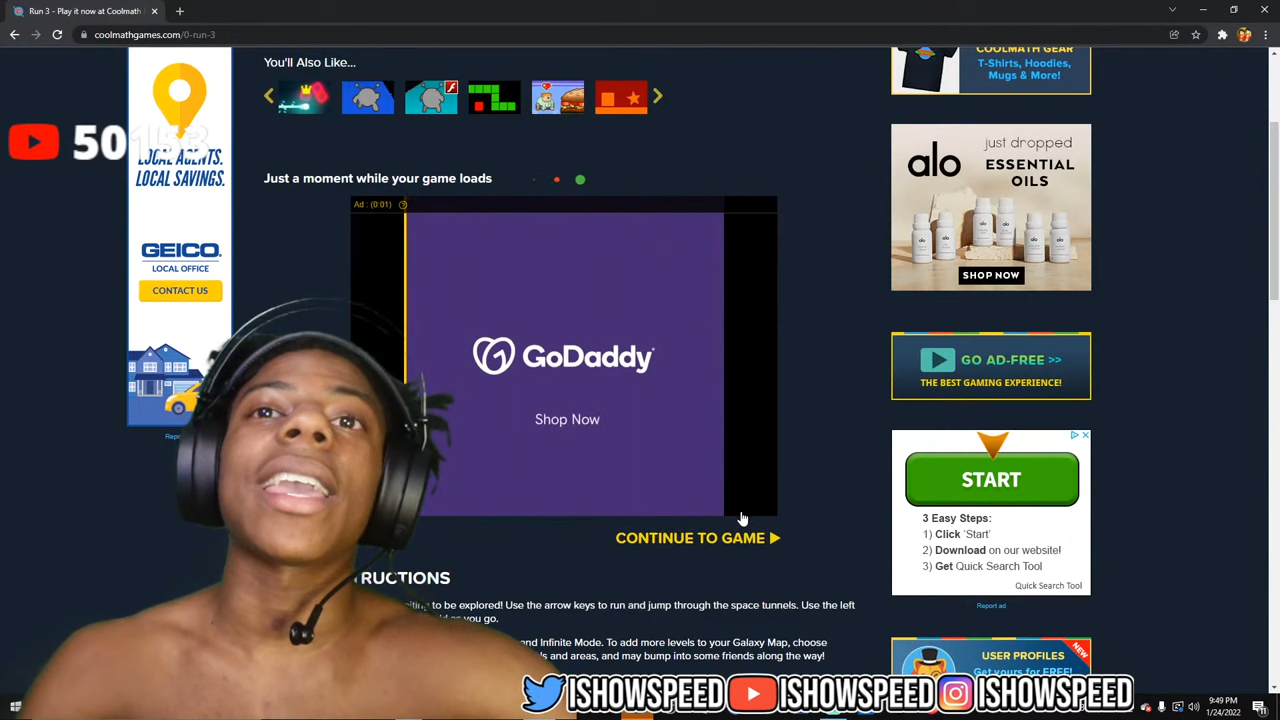 Run 3 - Play it now at Coolmath
coolmathgames.com/0-run-3
You'll Also Like...
COOLMATH GEAR
T-Shirts, Hoodies,
Mugs & More!
50153
LOCAL AGENTS.
LOCAL SAVINGS.
GEICO
LOCAL OFFICE
CONTACT US
Just a moment while your game loads
Ad : (0:01)
GoDaddy
Shop Now
just dropped
alo
ESSENTIAL
OILS
SHOP NOW
GO AD-FREE >>
THE BEST GAMING EXPERIENCE!
START
3 Easy Steps:
1) Click 'Start'
2) Download on our website!
3) Get Quick Search Tool
Quick Search Tool
Report ad
CONTINUE TO GAME
to be explored! Use the arrow keys to run and jump through the space tunnels. Use the left
as you go.
and Infinite Mode. To add more levels to your Galaxy Map, choose
and areas, and may bump into some friends along the way!
USER PROFILES
NEW
Get yours for FREE!
ISHOWSPEED
ISHOWSPEED
ISHOWSPEED
9:49 PM
1/24/2022